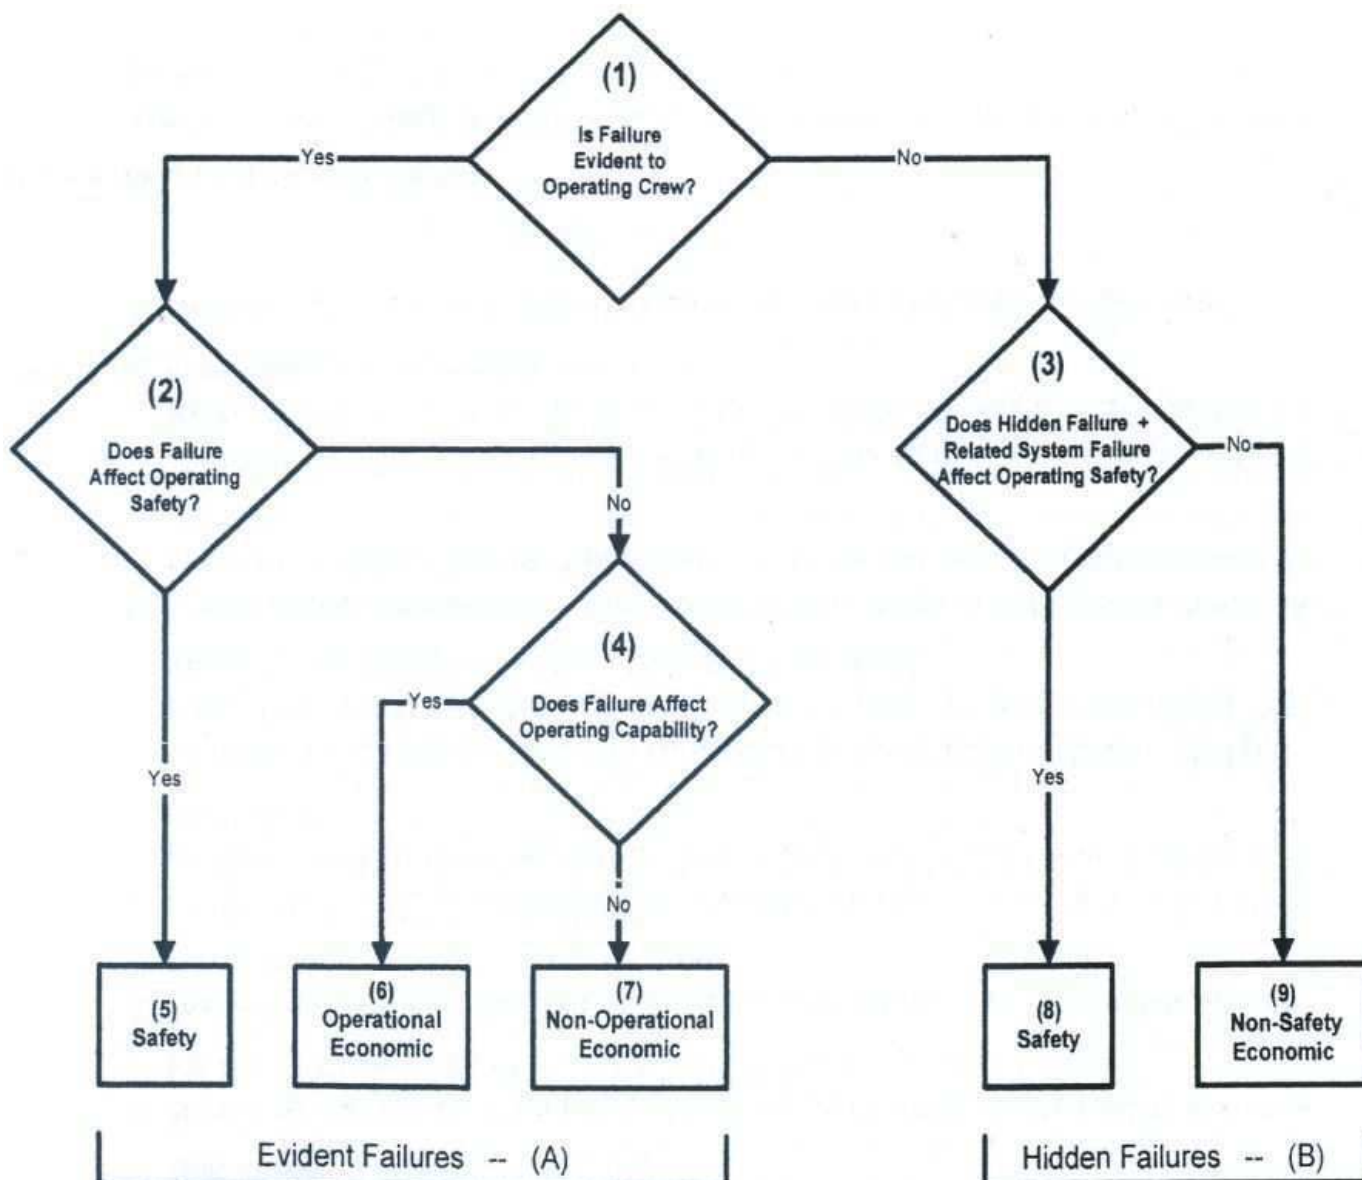 (1)
Is Failure
Evident to
Operating Crew?
Yes
No
(2)
Does Failure
Affect Operating
Safety?
(3)
Does Hidden Failure +
Related System Failure
Affect Operating Safety?
No
No
(4)
Does Failure Affect
Operating Capability?
Yes
Yes
Yes
No
(5)
Safety
(6)
Operational
Economic
(7)
Non-Operational
Economic
(8)
Safety
(9)
Non-Safety
Economic
Evident Failures -- (A)
Hidden Failures -- (B)